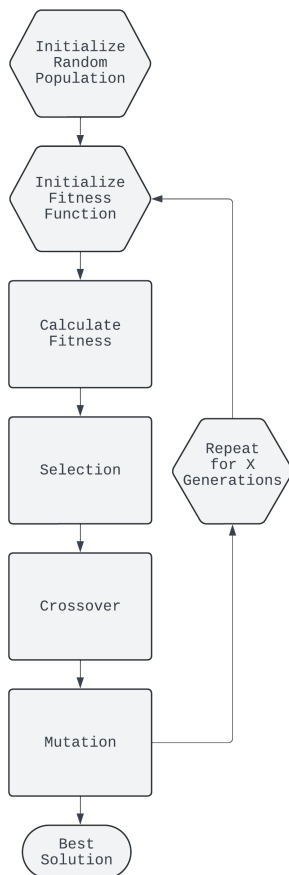 Initialize
Random
Population
Initialize
Fitness
Function
Calculate
Fitness
Selection
Repeat
for X
Generations
Crossover
Mutation
Best
Solution